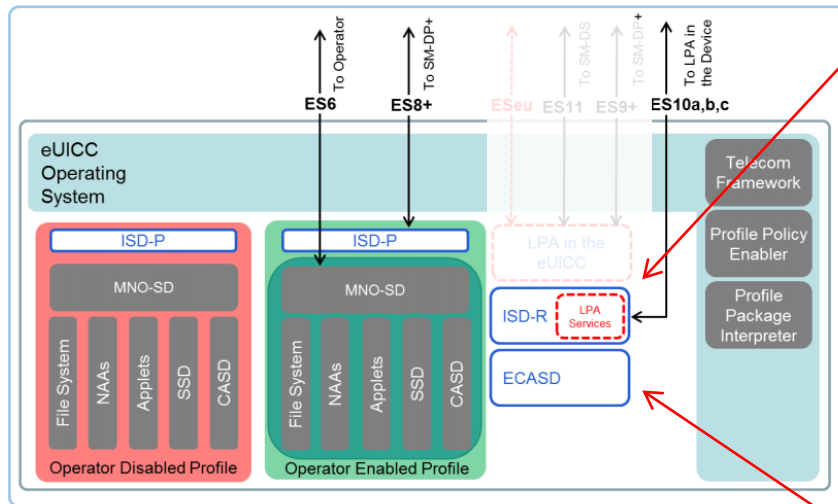 To Operator
To SM-DP+
To SM-DS
To SM-DP+
To LPA in
the Device
ES6
ES8+
ESeu
ES11
ES9+
ES10a,b,c
eUICC
Operating
System
Telecom
Framework
Profile Policy
Enabler
Profile
Package
Interpreter
ISD-P
MNO-SD
File System
NAAs
Applets
SSD
CASD
Operator Disabled Profile
ISD-P
MNO-SD
File System
NAAs
Applets
SSD
CASD
Operator Enabled Profile
LPA in the
eUICC
ISD-R
LPA
Services
ECASD